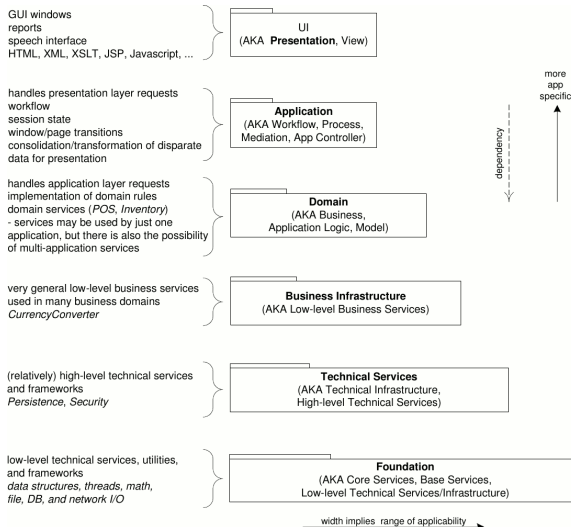 GUI windows
reports
speech interface
HTML, XML, XSLT, JSP, Javascript, ...
UI
(AKA Presentation, View)
more
app
specific
dependency
handles presentation layer requests
workflow
session state
window/page transitions
consolidation/transformation of disparate
data for presentation
Application
(AKA Workflow, Process,
Mediation, App Controller)
handles application layer requests
implementation of domain rules
domain services (POS, Inventory)
- services may be used by just one
application, but there is also the possibility
of multi-application services
Domain
(AKA Business,
Application Logic, Model)
very general low-level business services
used in many business domains
CurrencyConverter
Business Infrastructure
(AKA Low-level Business Services)
(relatively) high-level technical services
and frameworks
Persistence, Security
Technical Services
(AKA Technical Infrastructure,
High-level Technical Services)
low-level technical services, utilities,
and frameworks
data structures, threads, math,
file, DB, and network I/O
Foundation
(AKA Core Services, Base Services,
Low-level Technical Services/Infrastructure)
width implies range of applicability